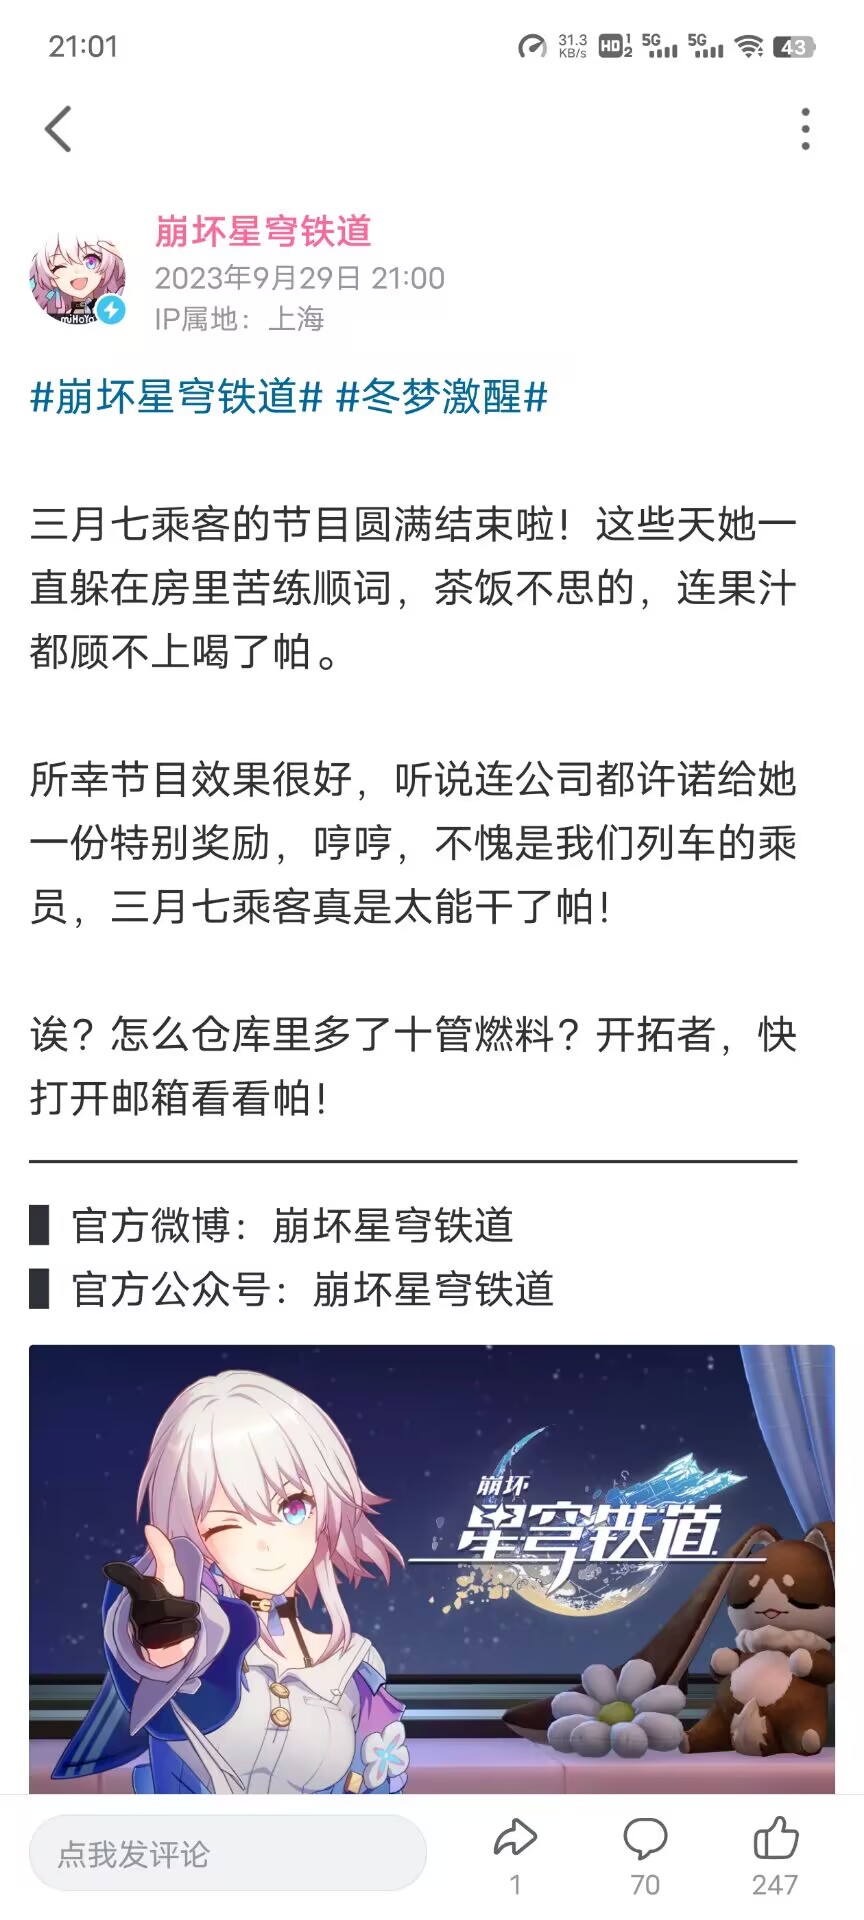 21:01
31.3
KB/s
HD 1 2
5G
5G
43
崩坏星穹铁道
2023年9月29日 21:00
IP属地：上海
miHoYo
#崩坏星穹铁道# #冬梦激醒#
三月七乘客的节目圆满结束啦！这些天她一
直躲在房里苦练顺词，茶饭不思的，连果汁
都顾不上喝了帕。
所幸节目效果很好，听说连公司都许诺给她
一份特别奖励，哼哼，不愧是我们列车的乘
员，三月七乘客真是太能干了帕！
诶？怎么仓库里多了十管燃料？开拓者，快
打开邮箱看看帕！
▉ 官方微博：崩坏星穹铁道
▉ 官方公众号：崩坏星穹铁道
崩坏
星穹铁道
点我发评论
1
70
247